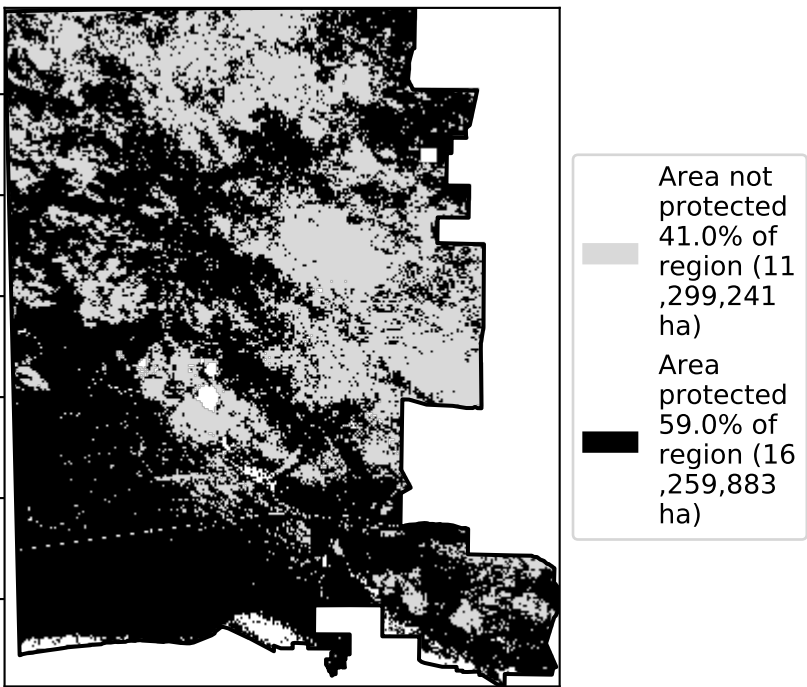 Area not
protected
41.0% of
region (11
,299,241
ha)
Area
protected
59.0% of
region (16
,259,883
ha)